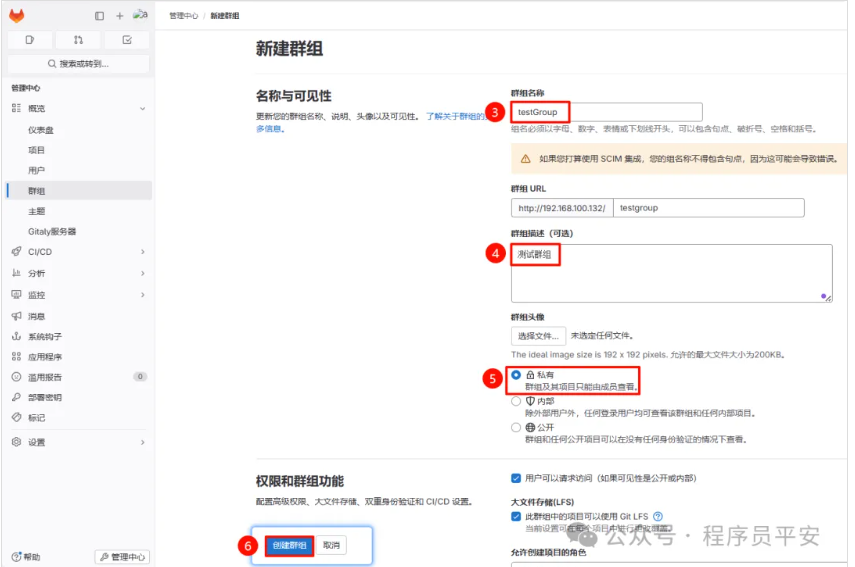 管理中心 / 新建群组
搜索或转到...
管理中心
概览
仪表盘
项目
用户
群组
主题
Gitaly服务器
CI/CD
分析
监控
消息
系统钩子
应用程序
滥用报告 0
部署密钥
标记
设置
帮助
管理中心
新建群组
名称与可见性
更新您的群组名称、说明、头像以及可见性。 了解关于群组的
多信息。
群组名称
3 testGroup
组名必须以字母、数字、表情或下划线开头，可以包含句点、破折号、空格和括号。
如果您打算使用 SCIM 集成，您的组名称不得包含句点，因为这可能会导致错误。
群组 URL
http://192.168.100.132/ testgroup
群组描述（可选）
4 测试群组
群组头像
选择文件... 未选定任何文件。
The ideal image size is 192 x 192 pixels. 允许的最大文件大小为200KB。
5 私有
群组及其项目只能由成员查看。
内部
除外部用户外，任何登录用户均可查看该群组和任何内部项目。
公开
群组和任何公开项目可以在没有任何身份验证的情况下查看。
权限和群组功能
配置高级权限、大文件存储、双重身份验证和 CI/CD 设置。
用户可以请求访问（如果可见性是公开或内部）
大文件存储(LFS)
此群组中的项目可以使用 Git LFS
当前设置可在每个项目中进行更改覆盖。
允许创建项目的角色
6 创建群组 取消
公众号 · 程序员平安